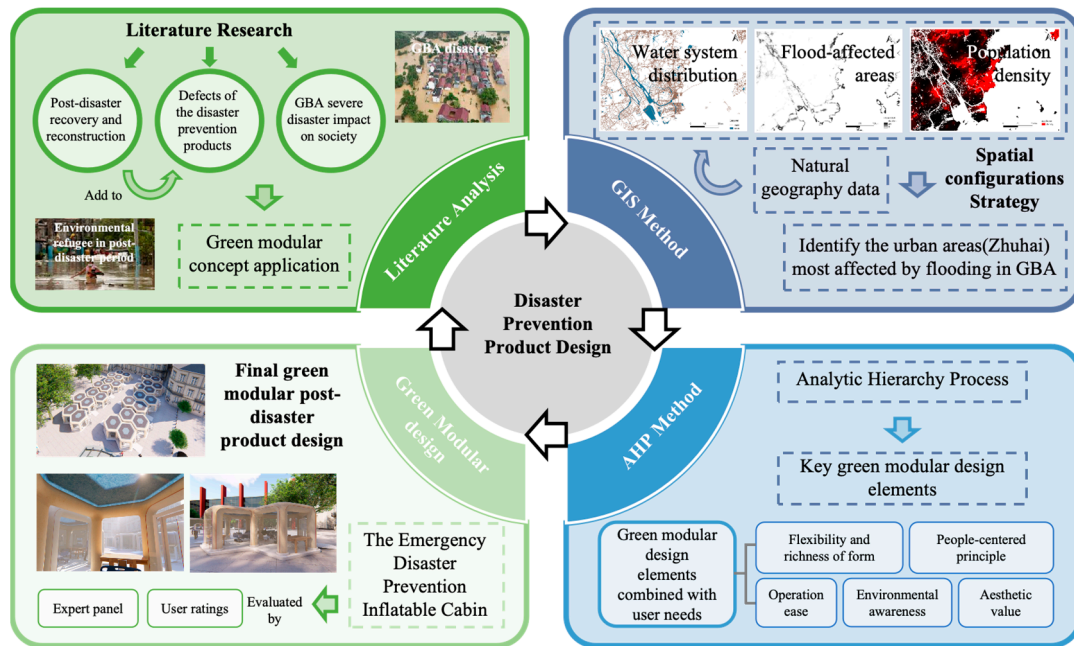 Literature Research
GBA disaster
Post-disaster
recovery and
reconstruction
Defects of
the disaster
prevention
products
GBA severe
disaster impact
on society
Add to
Environmental
refugee in post-
disaster period
Green modular
concept application
Literature Analysis
Water system
distribution
Flood-affected
areas
Population
density
Natural
geography data
Spatial
configurations
Strategy
Identify the urban areas(Zhuhai)
most affected by flooding in GBA
GIS Method
Disaster
Prevention
Product Design
Final green
modular post-
disaster
product design
Green Modular
design
The Emergency
Disaster
Prevention
Inflatable Cabin
Evaluated
by
User ratings
Expert panel
AHP Method
Analytic Hierarchy Process
Key green modular design
elements
Green modular
design
elements
combined with
user needs
Flexibility and
richness of form
People-centered
principle
Operation
ease
Environmental
awareness
Aesthetic
value